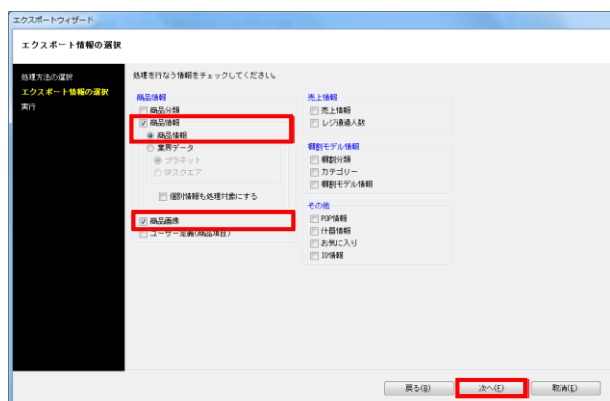 エクスポートウィザード
エクスポート情報の選択
処理方法の選択
エクスポート情報の選択
実行
処理を行なう情報をチェックしてください。
商品情報
商品分類
商品情報
商品情報
業界データ
プラネット
SFスクエア
個別情報も処理対象にする
商品画像
ユーザー定義(商品項目)
売上情報
売上情報
レジ通過人数
棚割モデル情報
棚割分類
カテゴリー
棚割モデル情報
その他
POP情報
什器情報
お気に入り
ID情報
戻る(B)
次へ(F)
取消(E)